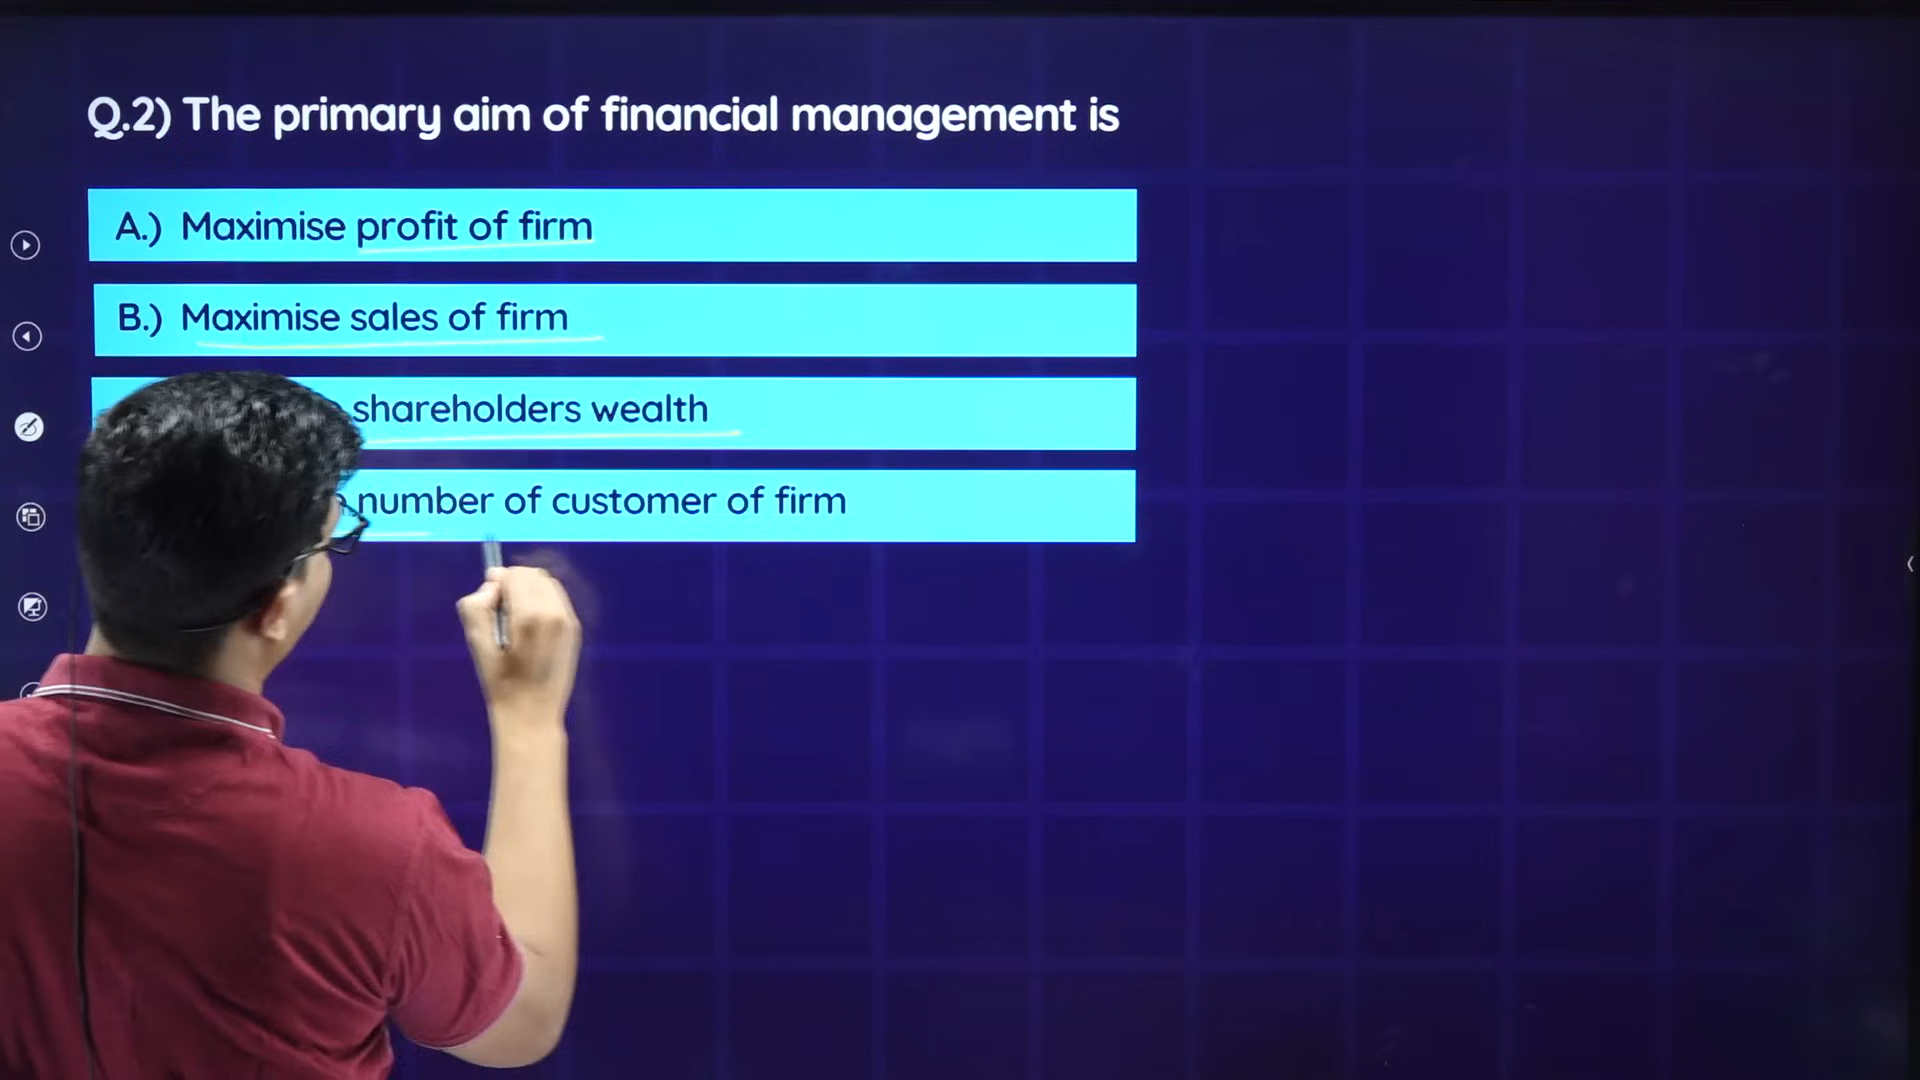 Q.2) The primary aim of financial management is
A.) Maximise profit of firm
B.) Maximise sales of firm
shareholders wealth
number of customer of firm